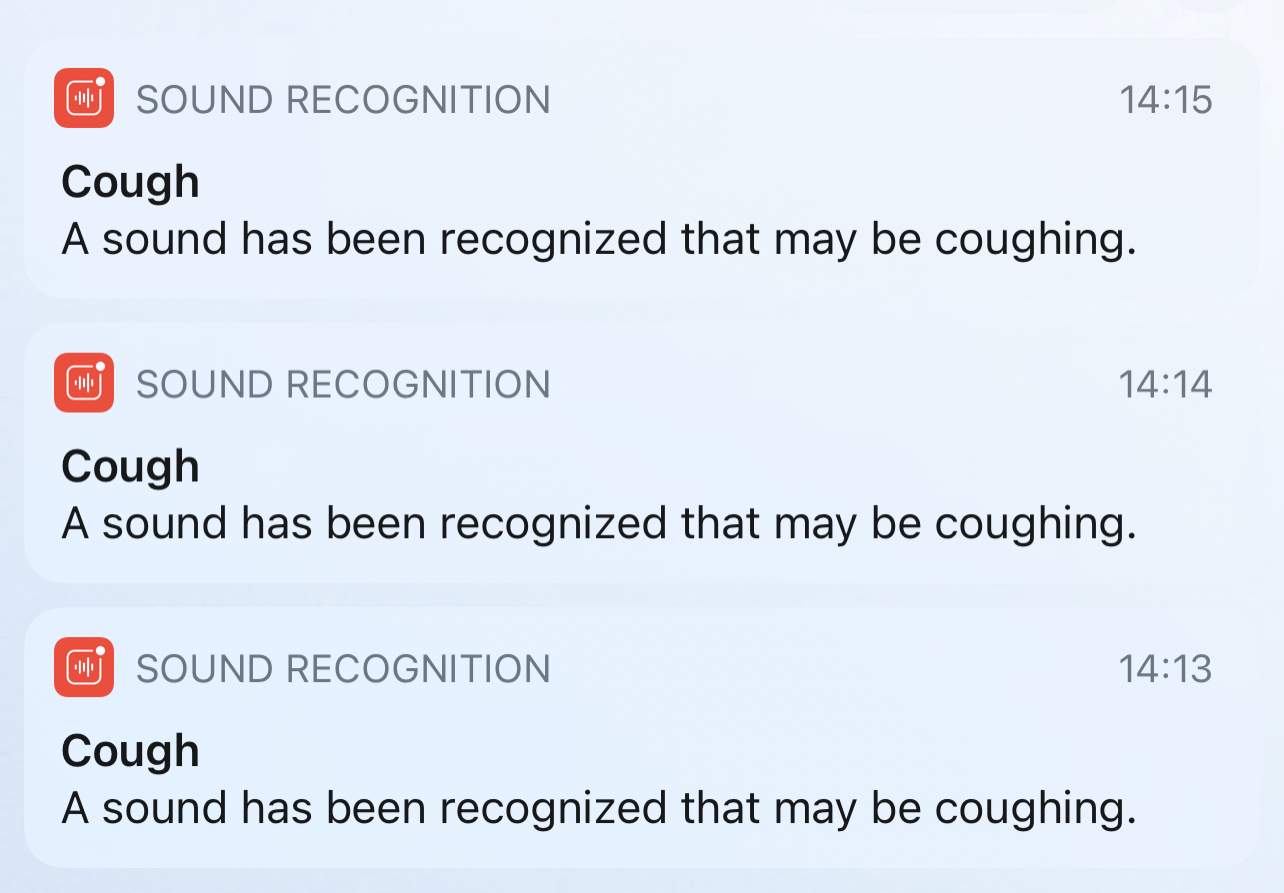 SOUND RECOGNITION 14:15
Cough
A sound has been recognized that may be coughing.
SOUND RECOGNITION 14:14
Cough
A sound has been recognized that may be coughing.
SOUND RECOGNITION 14:13
Cough
A sound has been recognized that may be coughing.